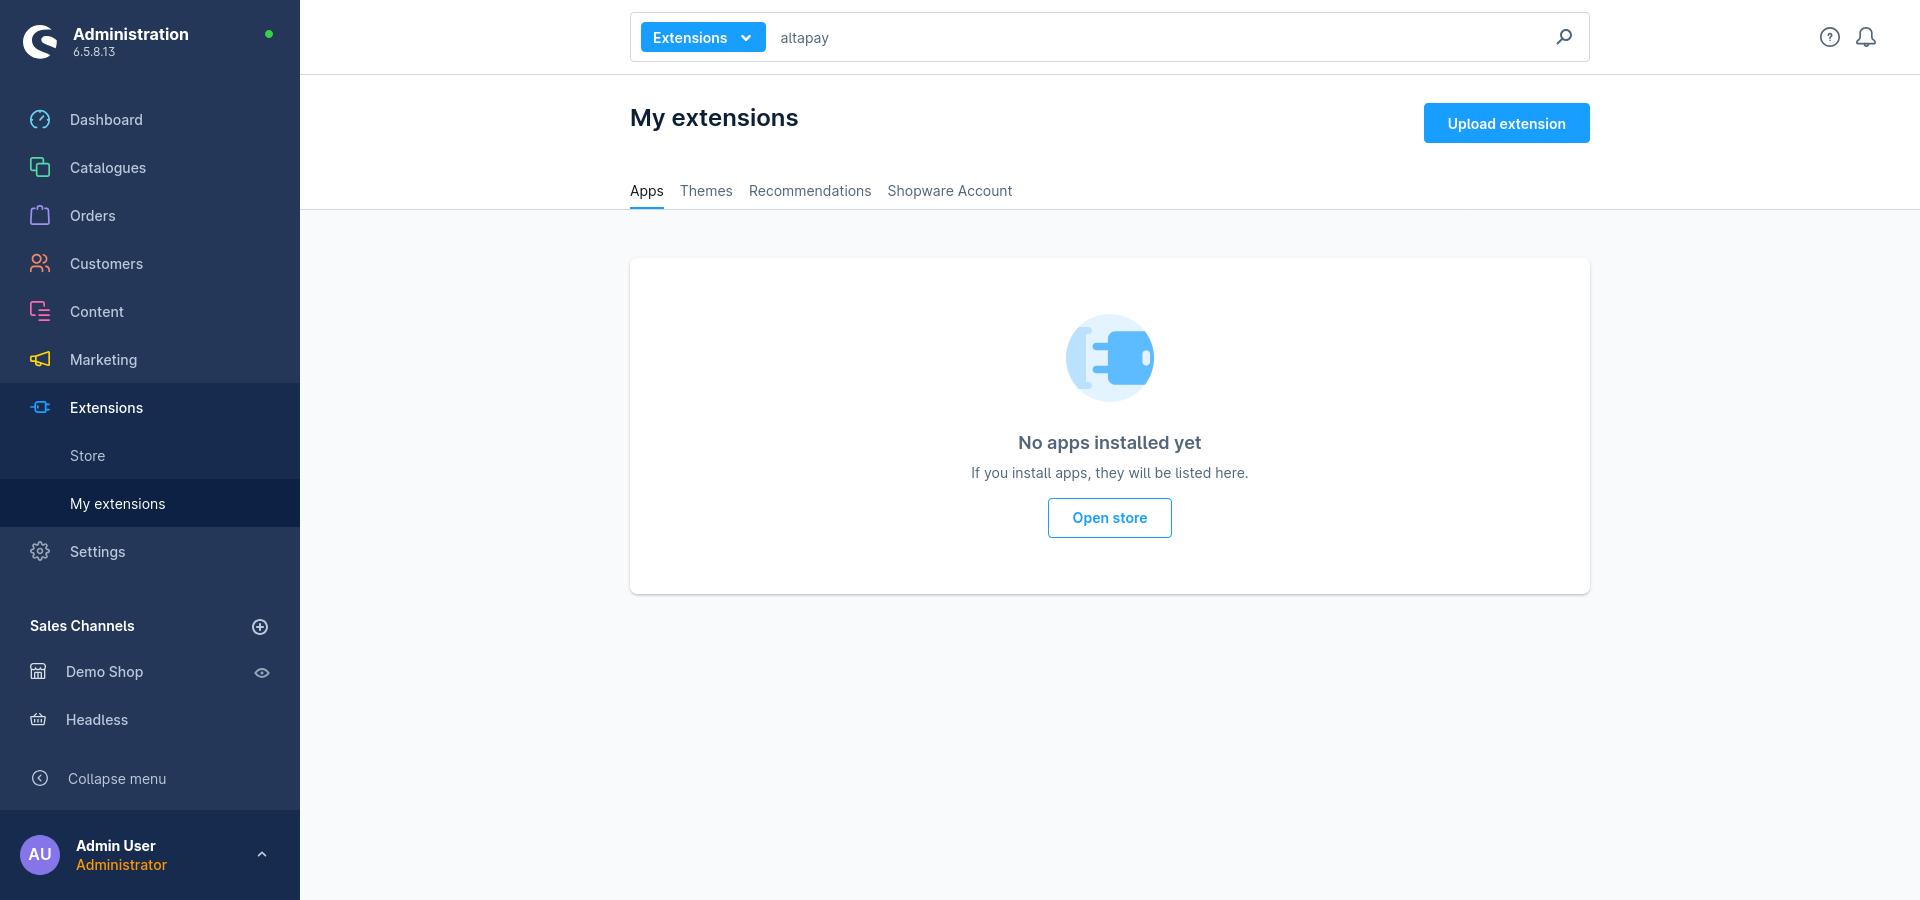 Administration
6.5.8.13
Dashboard
Catalogues
Orders
Customers
Content
Marketing
Extensions
Store
My extensions
Settings
Sales Channels
Demo Shop
Headless
Collapse menu
AU
Admin User
Administrator
Extensions altapay
My extensions
Upload extension
Apps Themes Recommendations Shopware Account
No apps installed yet
If you install apps, they will be listed here.
Open store